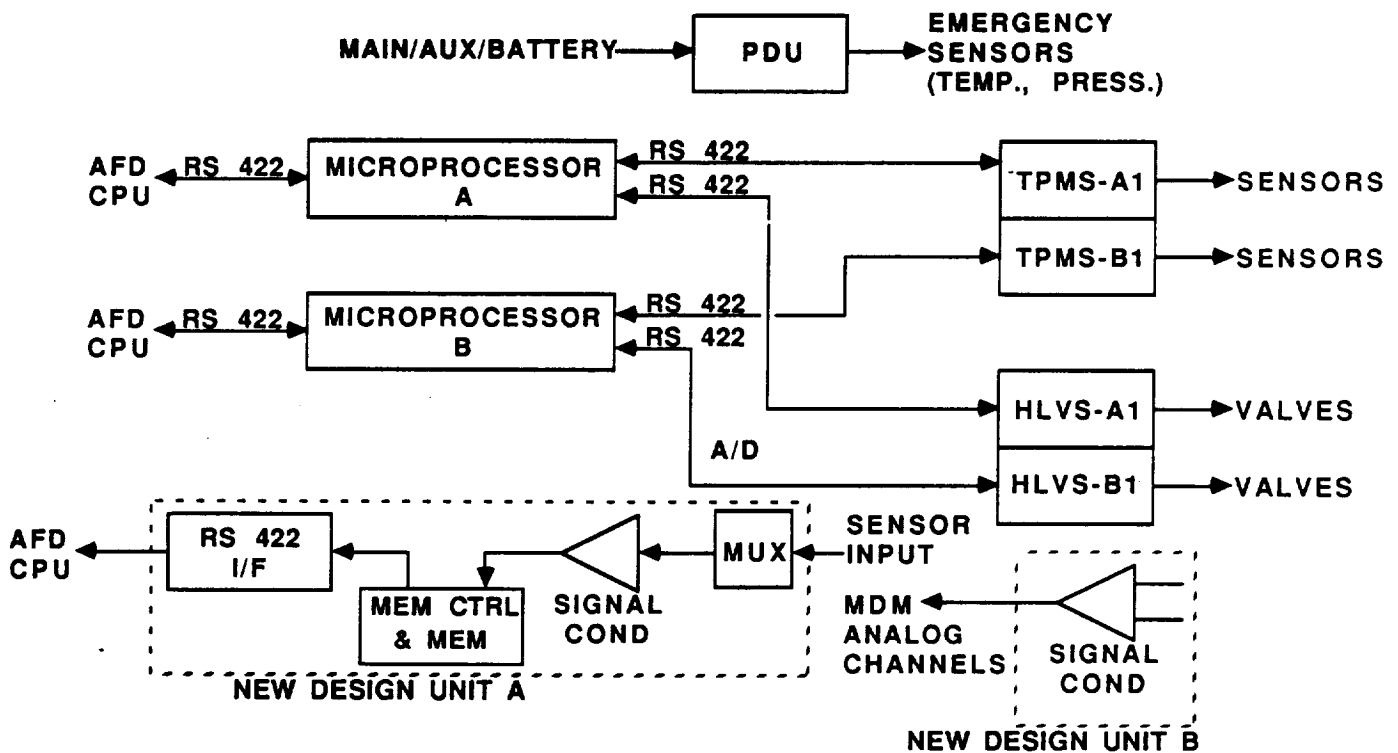 MAIN/AUX/BATTERY
PDU
EMERGENCY
SENSORS
(TEMP., PRESS.)
AFD
CPU
RS 422
MICROPROCESSOR
A
RS 422
RS 422
TPMS-A1
SENSORS
TPMS-B1
SENSORS
AFD
CPU
RS 422
MICROPROCESSOR
B
RS 422
RS 422
HLVS-A1
VALVES
A/D
HLVS-B1
VALVES
AFD
CPU
RS 422
I/F
MEM CTRL
& MEM
SIGNAL
COND
MUX
SENSOR
INPUT
NEW DESIGN UNIT A
MDM
ANALOG
CHANNELS
SIGNAL
COND
NEW DESIGN UNIT B